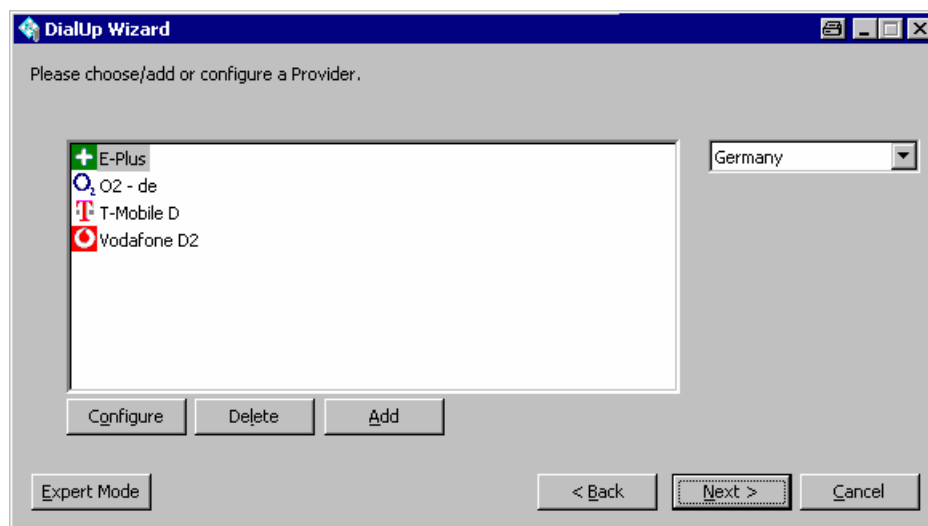 DialUp Wizard
Please choose/add or configure a Provider.
E-Plus
O2 - de
T-Mobile D
Vodafone D2
Germany
Configure Delete Add
Expert Mode < Back Next > Cancel